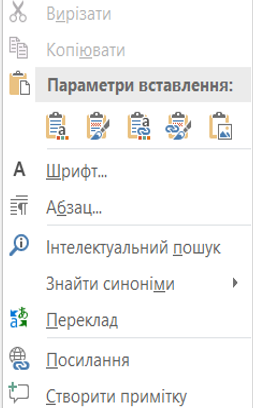 Вирізати
Копіювати
Параметри вставлення:
Шрифт...
Абзац...
Інтелектуальний пошук
Знайти синоніми
Переклад
Посилання
Створити примітку